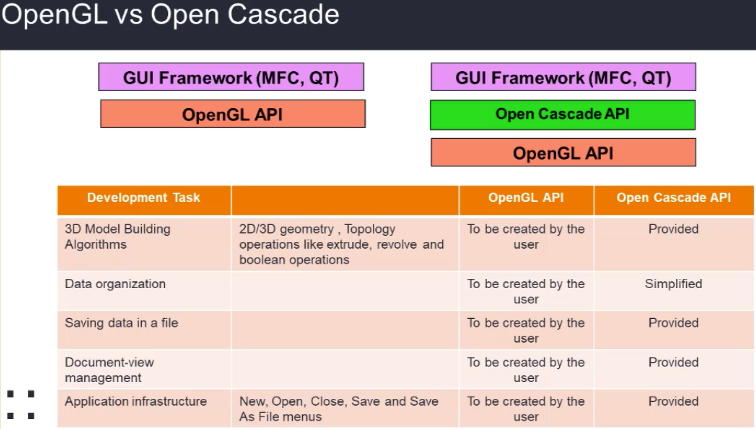 OpenGL vs Open Cascade
GUI Framework (MFC, QT)
OpenGL API
GUI Framework (MFC, QT)
Open Cascade API
OpenGL API
Development Task
OpenGL API
Open Cascade API
3D Model Building
Algorithms
2D/3D geometry , Topology
operations like extrude, revolve and
boolean operations
To be created by the
user
Provided
Data organization
To be created by the
user
Simplified
Saving data in a file
To be created by the
user
Provided
Document-view
management
To be created by the
user
Provided
Application infrastructure
New, Open, Close, Save and Save
As File menus
To be created by the
user
Provided